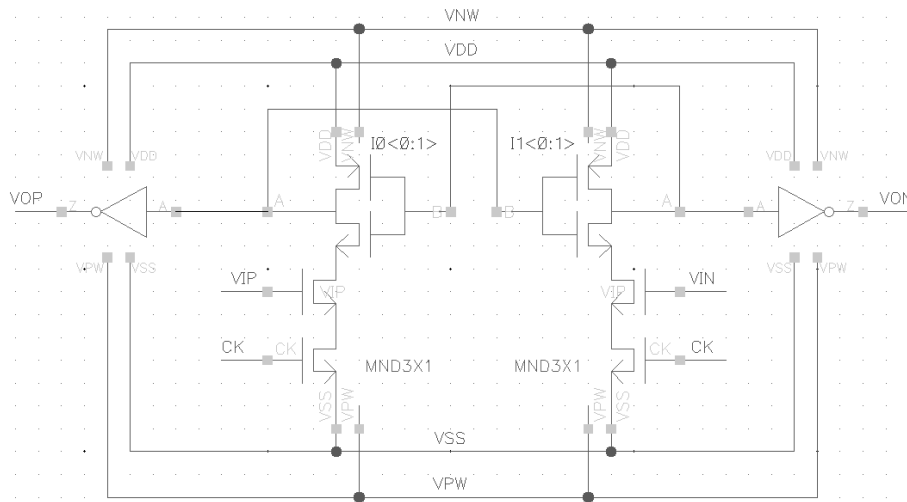 VNW
VDD
VDD VNW I0<0:1> I1<0:1> VNW VDD
VNW VDD VDD VNW
VOP Z A A B B A A Z VON
VPW VSS VIP VIP VIP VIN VSS VPW
CK CK CK CK
MND3X1 MND3X1
VSS VPW VPW VSS
VSS
VPW